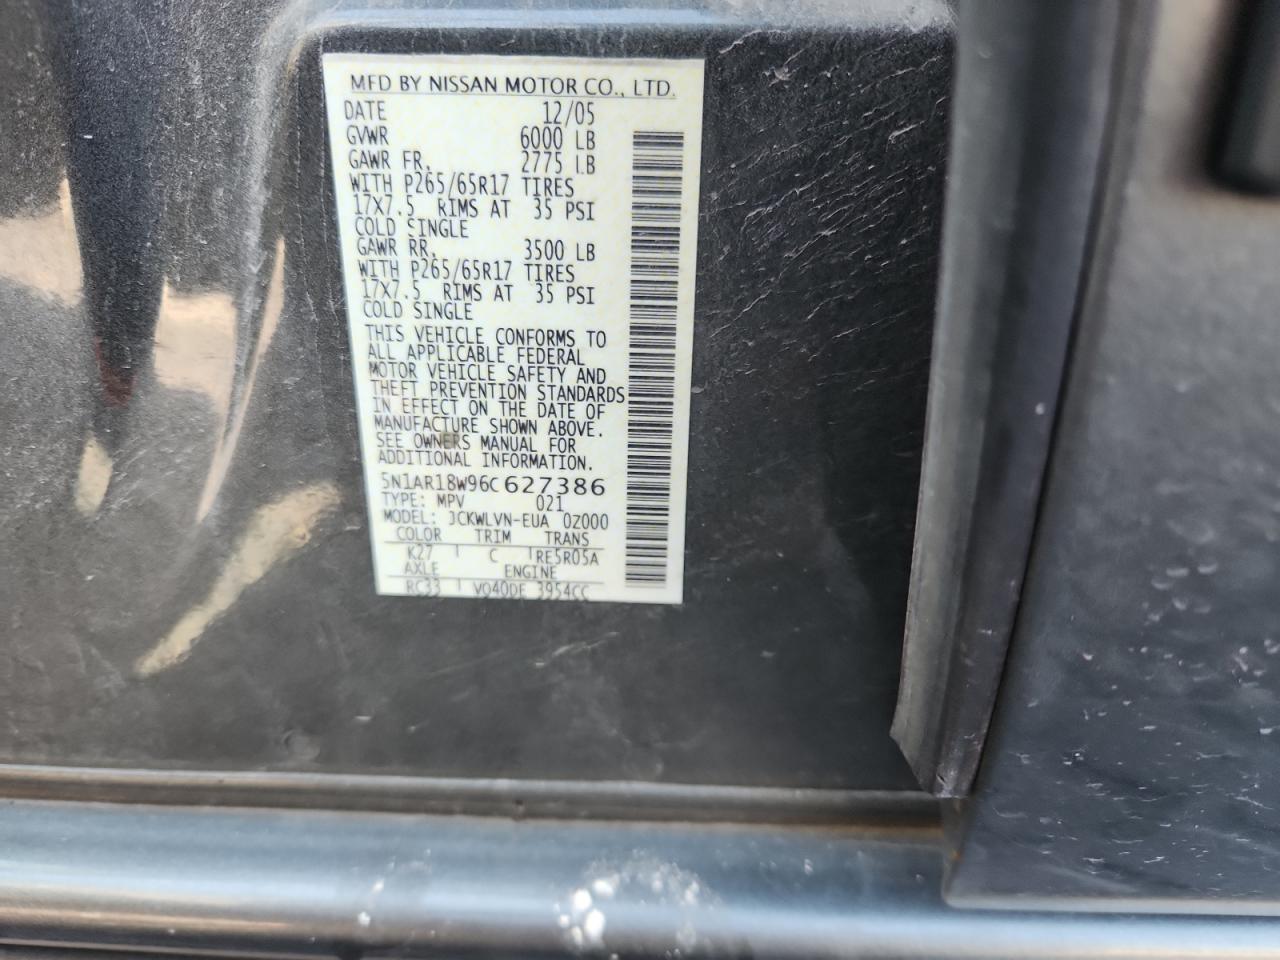 MFD BY NISSAN MOTOR CO., LTD.
DATE 12/05
GVWR 6000 LB
GAWR FR. 2775 LB
WITH P265/65R17 TIRES
17X7.5 RIMS AT 35 PSI
COLD SINGLE
GAWR RR. 3500 LB
WITH P265/65R17 TIRES
17X7.5 RIMS AT 35 PSI
COLD SINGLE
THIS VEHICLE CONFORMS TO
ALL APPLICABLE FEDERAL
MOTOR VEHICLE SAFETY AND
THEFT PREVENTION STANDARDS
IN EFFECT ON THE DATE OF
MANUFACTURE SHOWN ABOVE.
SEE OWNERS MANUAL FOR
ADDITIONAL INFORMATION.
5N1AR18W96C627386
TYPE: MPV 021
MODEL: JCKWLVN-EUA 0Z000
COLOR TRIM TRANS
K27 C RE5R05A
AXLE ENGINE
RC33 VQ40DE 3954CC